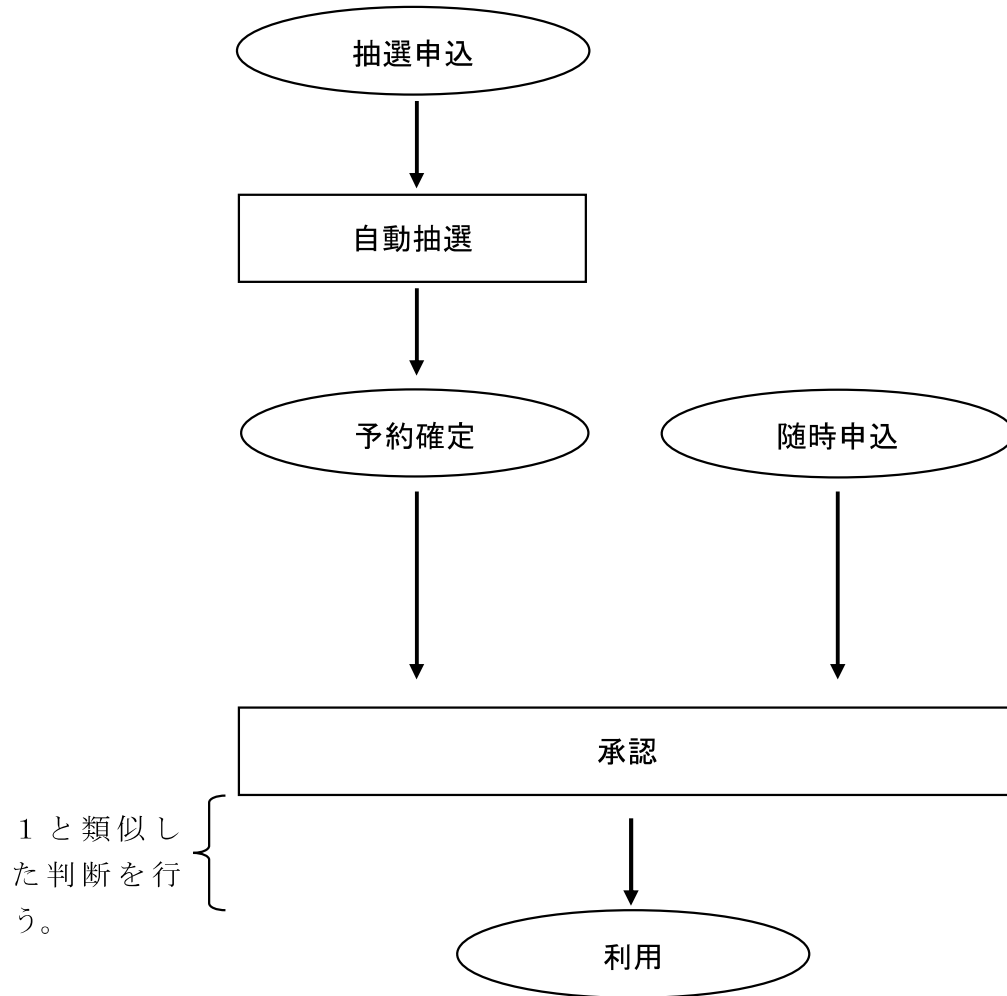 抽選申込
自動抽選
予約確定
随時申込
承認
１と類似し
た判断を行
う。
利用